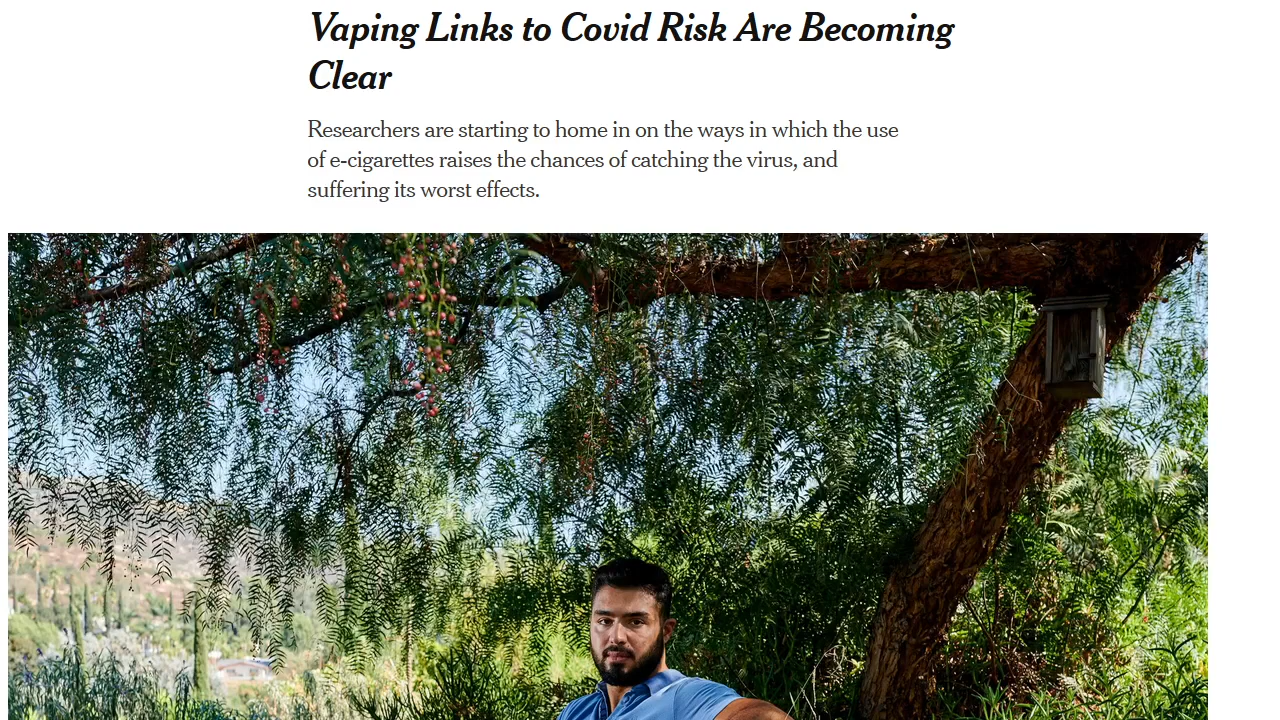 Vaping Links to Covid Risk Are Becoming
Clear
Researchers are starting to home in on the ways in which the use
of e-cigarettes raises the chances of catching the virus, and
suffering its worst effects.